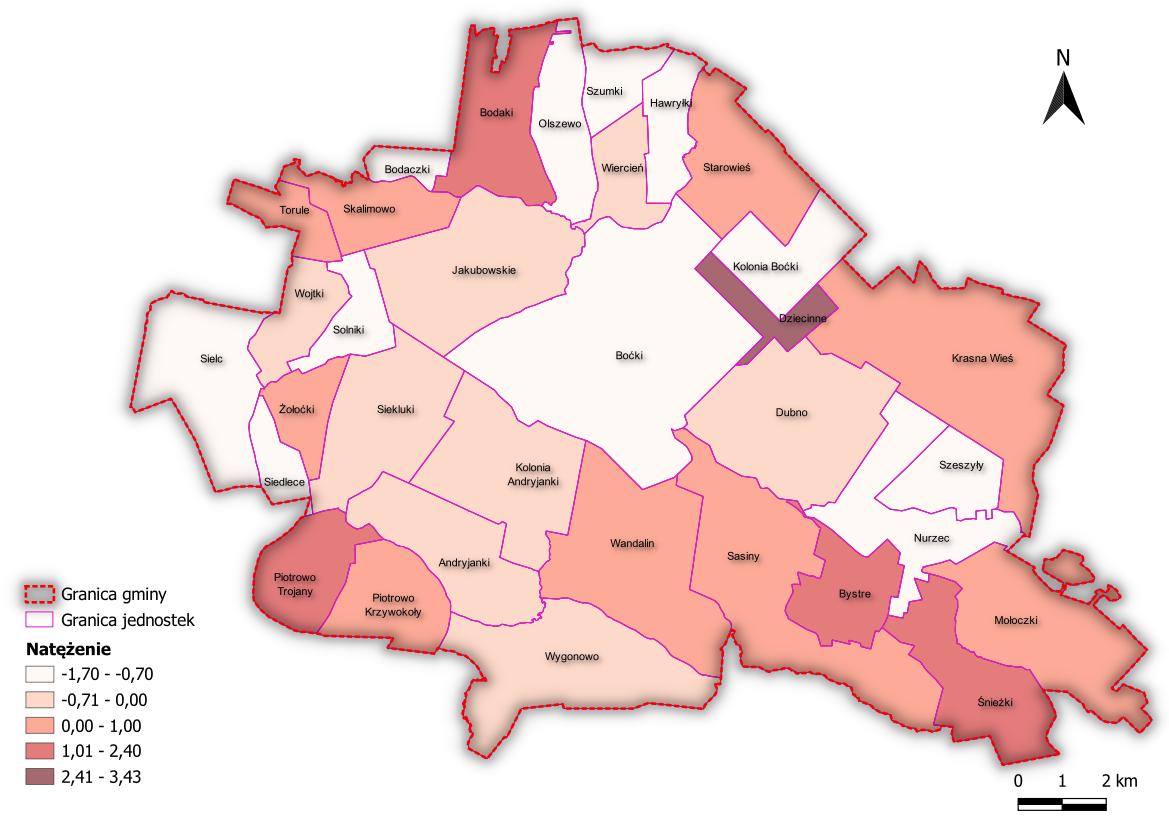 N
Szumki
Hawryłki
Bodaki
Olszewo
Bodaczki
Wiercień
Starowieś
Torule
Skalimowo
Jakubowskie
Kolonia Boćki
Wojtki
Dziecinne
Solniki
Sielc
Boćki
Krasna Wieś
Żołoćki
Siekluki
Dubno
Szeszyły
Kolonia
Andryjanki
Siedlece
Nurzec
Wandalin
Sasiny
Andryjanki
Piotrowo
Trojany
Bystre
Piotrowo
Krzywokoły
Mołoczki
Wygonowo
Śnieżki
Granica gminy
Granica jednostek
Natężenie
-1,70 - -0,70
-0,71 - 0,00
0,00 - 1,00
1,01 - 2,40
2,41 - 3,43
0 1 2 km